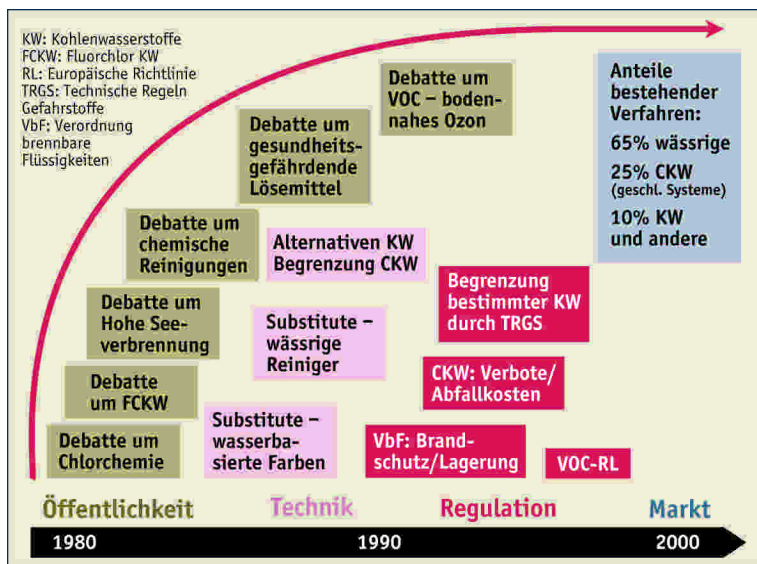 KW: Kohlenwasserstoffe
FCKW: Fluorchlor KW
RL: Europäische Richtlinie
TRGS: Technische Regeln
Gefahrstoffe
VbF: Verordnung
brennbare
Flüssigkeiten
Debatte um
VOC – boden-
nahes Ozon
Anteile
bestehender
Verfahren:
65% wässrige
25% CKW
(geschl. Systeme)
10% KW
und andere
Debatte um
gesundheits-
gefährdende
Lösemittel
Debatte um
chemische
Reinigungen
Alternativen KW
Begrenzung CKW
Begrenzung
bestimmter KW
durch TRGS
Debatte um
Hohe See-
verbrennung
Substitute –
wässrige
Reiniger
Debatte
um FCKW
CKW: Verbote/
Abfallkosten
Debatte um
Chlorchemie
Substitute –
wasserba-
sierte Farben
VbF: Brand-
schutz/Lagerung
VOC-RL
Öffentlichkeit Technik Regulation Markt
1980 1990 2000